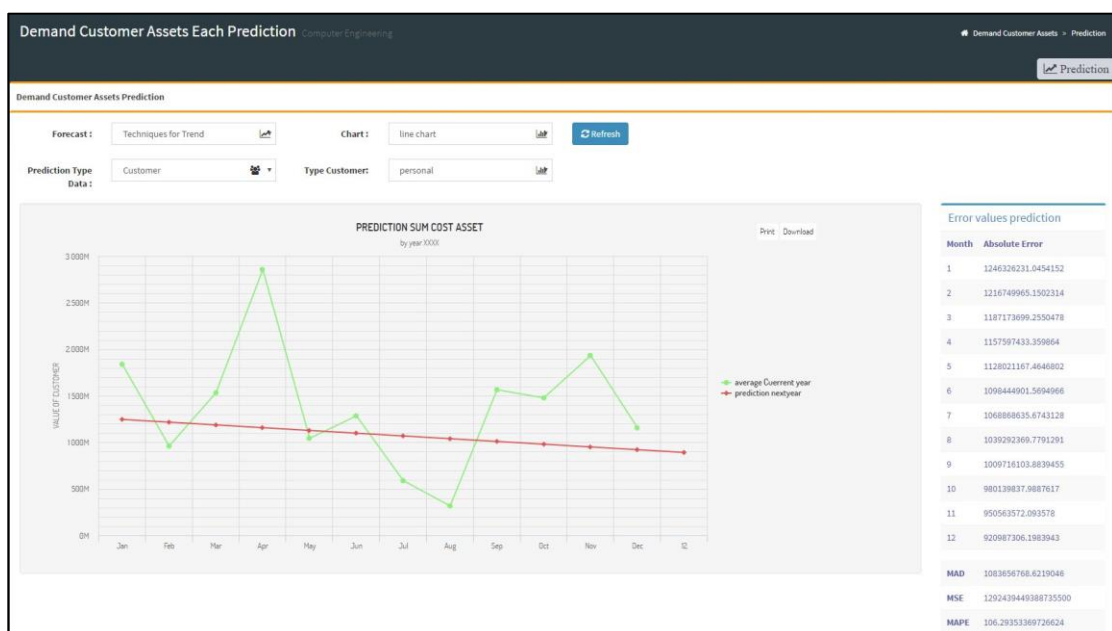 Demand Customer Assets Each Prediction Computer Engineering
Demand Customer Assets > Prediction
Prediction
Demand Customer Assets Prediction
Forecast : Techniques for Trend Chart : line chart Refresh
Prediction Type Data : Customer Type Customer: personal
PREDICTION SUM COST ASSET
by year XXXX
Print Download
VALUE OF CUSTOMER
3 000M
2 500M
2 000M
1 500M
1 000M
500M
0M
Jan Feb Mar Apr May Jun Jul Aug Sep Oct Nov Dec 12
average Cuerrent year
prediction nextyear
Error values prediction
Month Absolute Error
1 1246326231.0454152
2 1216749965.1502314
3 1187173699.2550478
4 1157597433.359864
5 1128021167.4646802
6 1098444901.5694966
7 1068868635.6743128
8 1039292369.7791291
9 1009716103.8839455
10 980139837.9887617
11 950563572.093578
12 920987306.1983943
MAD 1083656768.6219046
MSE 1292439449388735500
MAPE 106.29353369726624